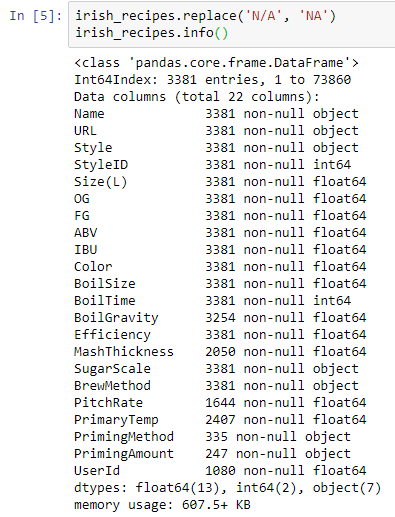 In [5]: irish_recipes.replace('N/A', 'NA')
irish_recipes.info()
<class 'pandas.core.frame.DataFrame'>
Int64Index: 3381 entries, 1 to 73860
Data columns (total 22 columns):
Name             3381 non-null object
URL              3381 non-null object
Style            3381 non-null object
StyleID          3381 non-null int64
Size(L)          3381 non-null float64
OG               3381 non-null float64
FG               3381 non-null float64
ABV              3381 non-null float64
IBU              3381 non-null float64
Color            3381 non-null float64
BoilSize         3381 non-null float64
BoilTime         3381 non-null int64
BoilGravity      3254 non-null float64
Efficiency       3381 non-null float64
MashThickness    2050 non-null float64
SugarScale       3381 non-null object
BrewMethod       3381 non-null object
PitchRate        1644 non-null float64
PrimaryTemp      2407 non-null float64
PrimingMethod    335 non-null object
PrimingAmount    247 non-null object
UserId           1080 non-null float64
dtypes: float64(13), int64(2), object(7)
memory usage: 607.5+ KB